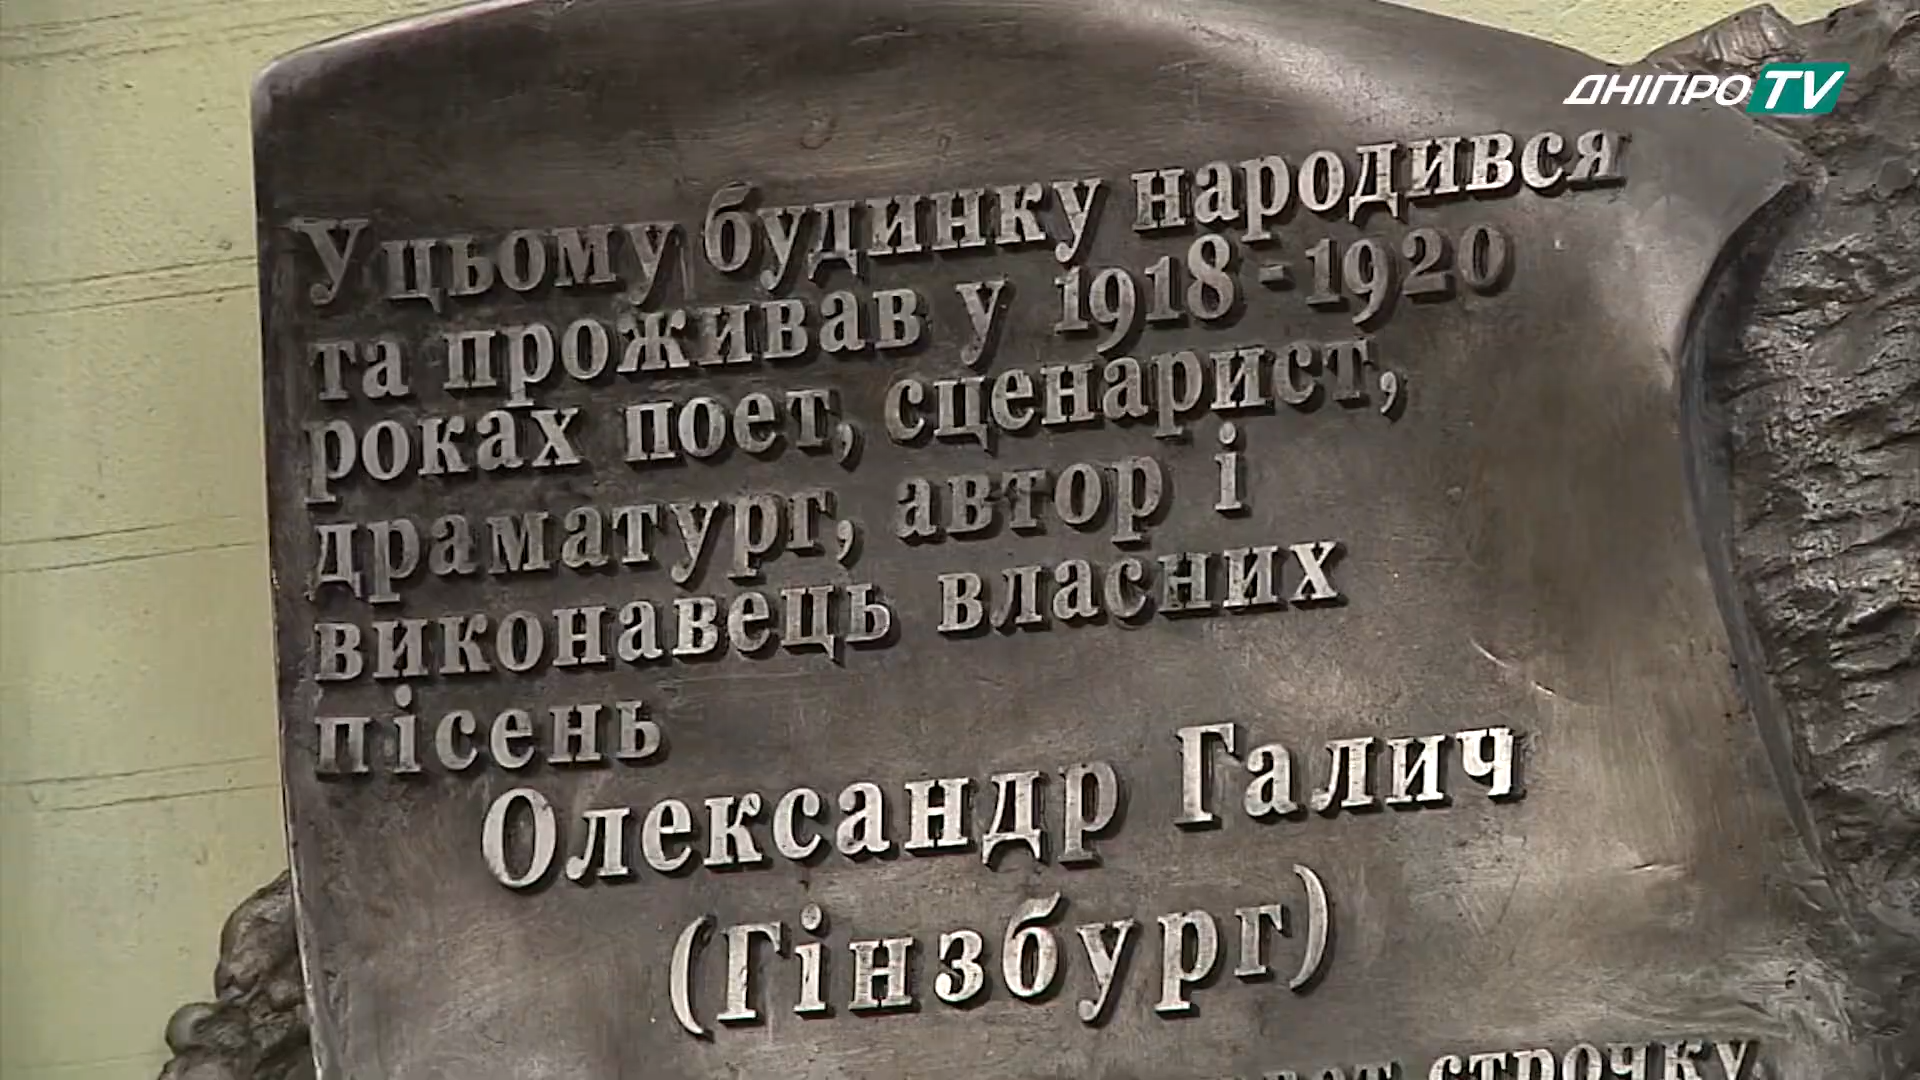 ДНІПРО TV
У цьому будинку народився
та проживав у 1918-1920
роках поет, сценарист,
драматург, автор і
виконавець власних
пісень
Олександр Галич
(Гінзбург)
строчку